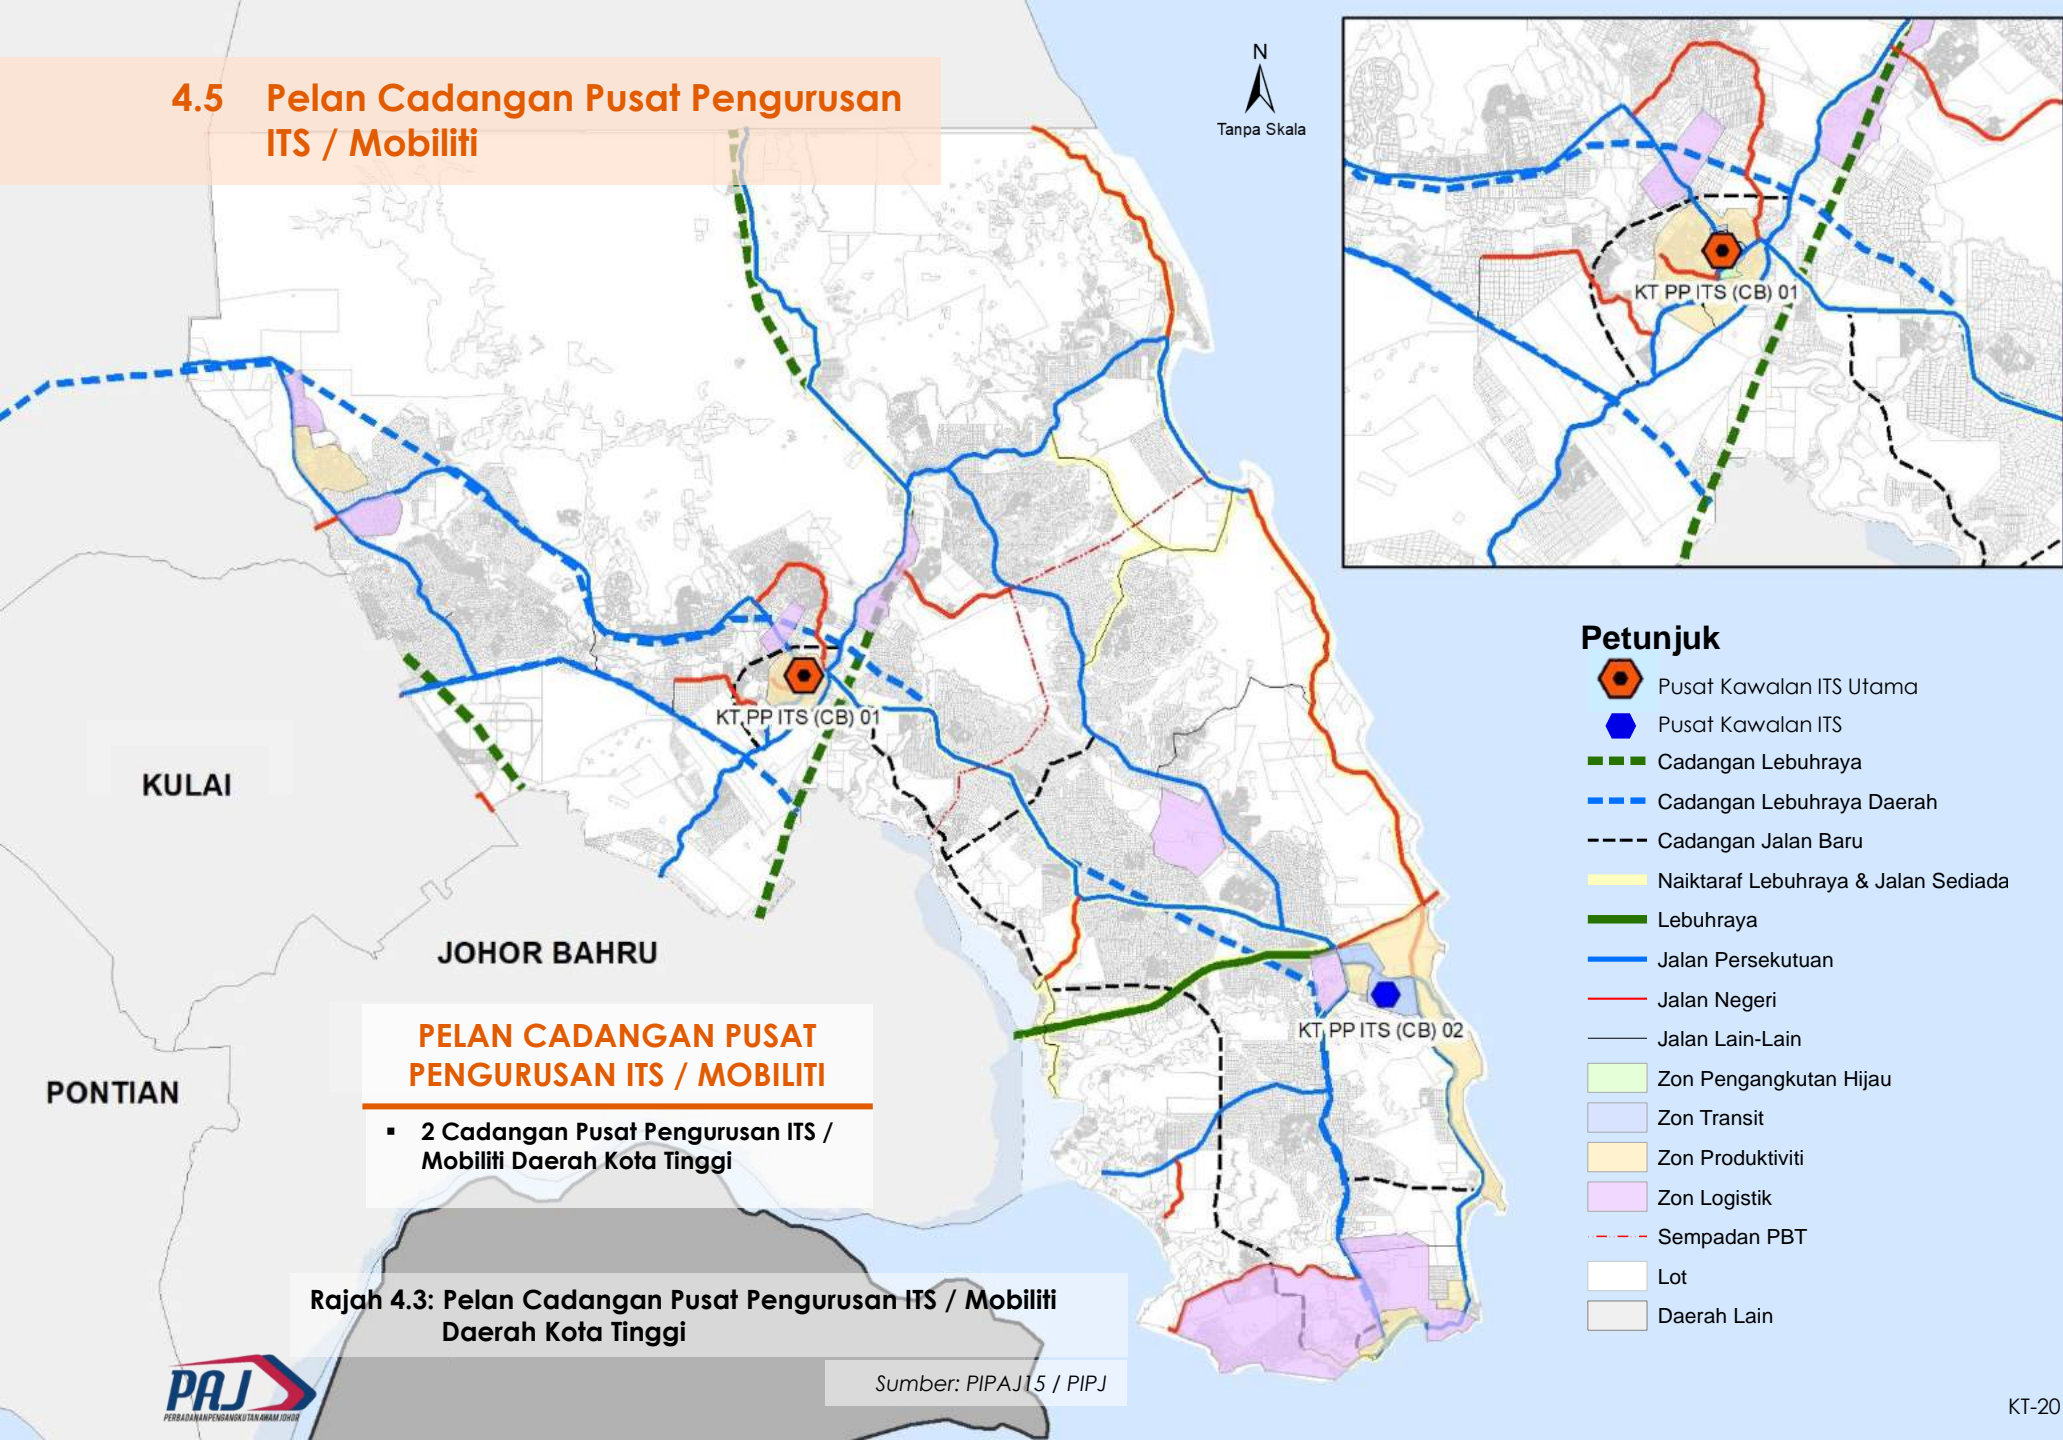 4.5 Pelan Cadangan Pusat Pengurusan
ITS / Mobiliti
N
Tanpa Skala
KT PP ITS (CB) 01
KT PP ITS (CB) 01
KT PP ITS (CB) 02
KULAI
JOHOR BAHRU
PONTIAN
PELAN CADANGAN PUSAT
PENGURUSAN ITS / MOBILITI
▪ 2 Cadangan Pusat Pengurusan ITS /
Mobiliti Daerah Kota Tinggi
Rajah 4.3: Pelan Cadangan Pusat Pengurusan ITS / Mobiliti
Daerah Kota Tinggi
Sumber: PIPAJ15 / PIPJ
PAJ
PERBADANAN PENGANGKUTAN AWAM JOHOR
Petunjuk
Pusat Kawalan ITS Utama
Pusat Kawalan ITS
Cadangan Lebuhraya
Cadangan Lebuhraya Daerah
Cadangan Jalan Baru
Naiktaraf Lebuhraya & Jalan Sediada
Lebuhraya
Jalan Persekutuan
Jalan Negeri
Jalan Lain-Lain
Zon Pengangkutan Hijau
Zon Transit
Zon Produktiviti
Zon Logistik
Sempadan PBT
Lot
Daerah Lain
KT-20